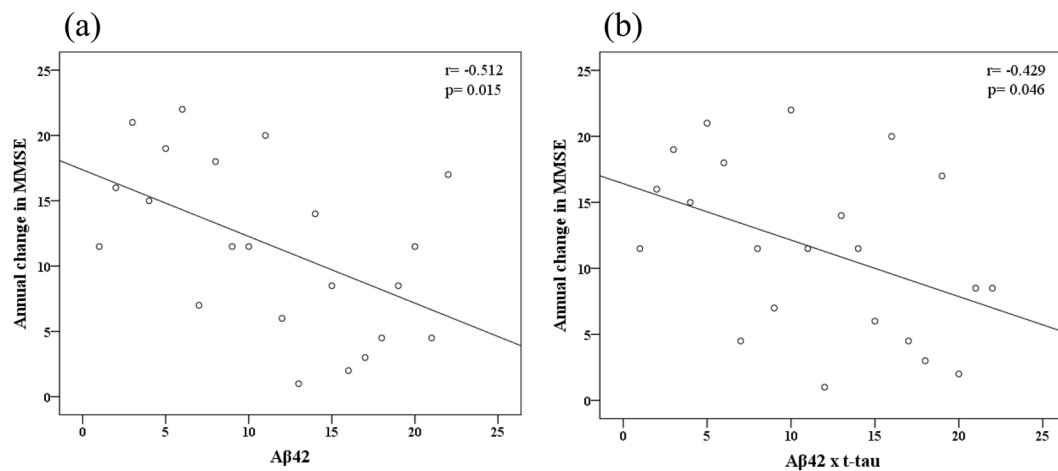 (a)
r= -0.512
p= 0.015
Annual change in MMSE
25
20
15
10
5
0
0 5 10 15 20 25
Aβ42
(b)
r= -0.429
p= 0.046
Annual change in MMSE
25
20
15
10
5
0
0 5 10 15 20 25
Aβ42 x t-tau